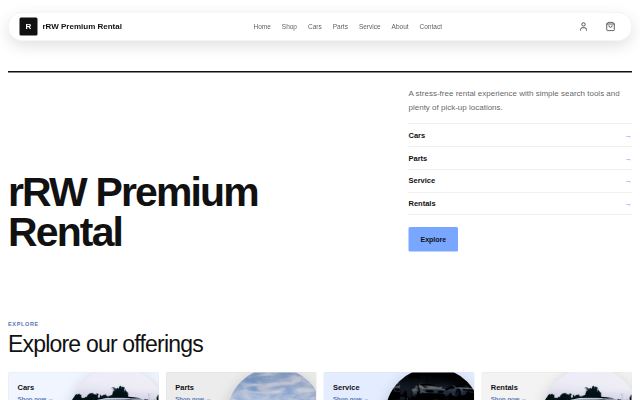 R rRW Premium Rental
Home Shop Cars Parts Service About Contact
A stress-free rental experience with simple search tools and
plenty of pick-up locations.
Cars →
Parts →
Service →
Rentals →
rRW Premium
Rental
Explore
EXPLORE
Explore our offerings
Cars
Shop now →
Parts
Shop now →
Service
Shop now →
Rentals
Shop now →